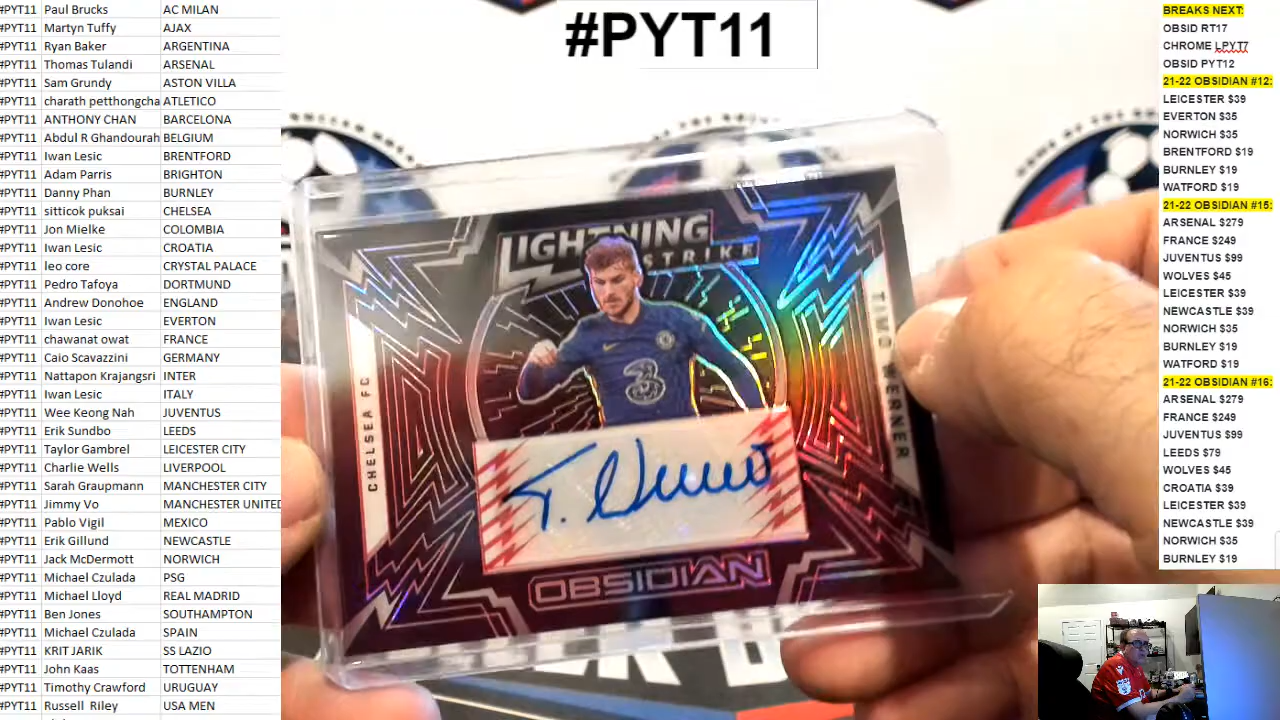 #PYT11
#PYT11 Paul Brucks AC MILAN
#PYT11 Martyn Tuffy AJAX
#PYT11 Ryan Baker ARGENTINA
#PYT11 Thomas Tulandi ARSENAL
#PYT11 Sam Grundy ASTON VILLA
#PYT11 charath petthongcha ATLETICO
#PYT11 ANTHONY CHAN BARCELONA
#PYT11 Abdul R Ghandourah BELGIUM
#PYT11 Iwan Lesic BRENTFORD
#PYT11 Adam Parris BRIGHTON
#PYT11 Danny Phan BURNLEY
#PYT11 sitticok puksai CHELSEA
#PYT11 Jon Mielke COLOMBIA
#PYT11 Iwan Lesic CROATIA
#PYT11 leo core CRYSTAL PALACE
#PYT11 Pedro Tafoya DORTMUND
#PYT11 Andrew Donohoe ENGLAND
#PYT11 Iwan Lesic EVERTON
#PYT11 chawanat owat FRANCE
#PYT11 Caio Scavazzini GERMANY
#PYT11 Nattapon Krajangsri INTER
#PYT11 Iwan Lesic ITALY
#PYT11 Wee Keong Nah JUVENTUS
#PYT11 Erik Sundbo LEEDS
#PYT11 Taylor Gambrel LEICESTER CITY
#PYT11 Charlie Wells LIVERPOOL
#PYT11 Sarah Graupmann MANCHESTER CITY
#PYT11 Jimmy Vo MANCHESTER UNITED
#PYT11 Pablo Vigil MEXICO
#PYT11 Erik Gillund NEWCASTLE
#PYT11 Jack McDermott NORWICH
#PYT11 Michael Czulada PSG
#PYT11 Michael Lloyd REAL MADRID
#PYT11 Ben Jones SOUTHAMPTON
#PYT11 Michael Czulada SPAIN
#PYT11 KRIT JARIK SS LAZIO
#PYT11 John Kaas TOTTENHAM
#PYT11 Timothy Crawford URUGUAY
#PYT11 Russell Riley USA MEN
LIGHTNING
STRIKE
CHELSEA FC
TIMO WERNER
3
T. Werner
OBSIDIAN
BREAKS NEXT:
OBSID RT17
CHROME LPYT7
OBSID PYT12
21-22 OBSIDIAN #12:
LEICESTER $39
EVERTON $35
NORWICH $35
BRENTFORD $19
BURNLEY $19
WATFORD $19
21-22 OBSIDIAN #15:
ARSENAL $279
FRANCE $249
JUVENTUS $99
WOLVES $45
LEICESTER $39
NEWCASTLE $39
NORWICH $35
BURNLEY $19
WATFORD $19
21-22 OBSIDIAN #16:
ARSENAL $279
FRANCE $249
JUVENTUS $99
LEEDS $79
WOLVES $45
CROATIA $39
LEICESTER $39
NEWCASTLE $39
NORWICH $35
BURNLEY $19